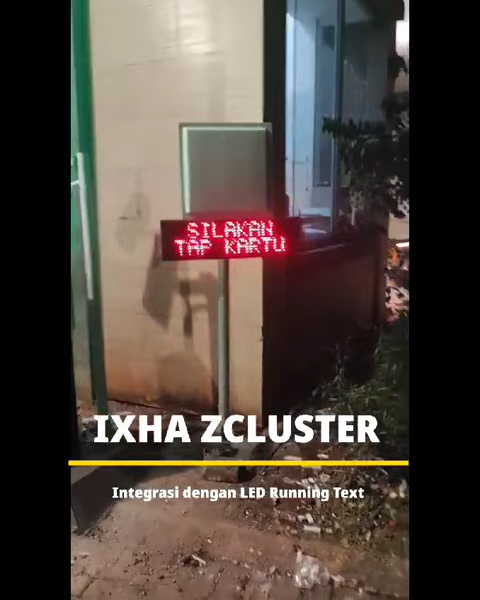 SILAKAN
TAP KARTU
IXHA ZCLUSTER
Integrasi dengan LED Running Text